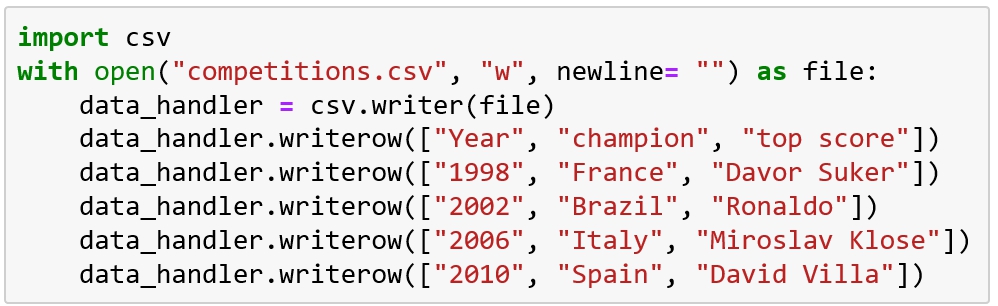 import csv
with open("competitions.csv", "w", newline= "") as file:
    data_handler = csv.writer(file)
    data_handler.writerow(["Year", "champion", "top score"])
    data_handler.writerow(["1998", "France", "Davor Suker"])
    data_handler.writerow(["2002", "Brazil", "Ronaldo"])
    data_handler.writerow(["2006", "Italy", "Miroslav Klose"])
    data_handler.writerow(["2010", "Spain", "David Villa"])